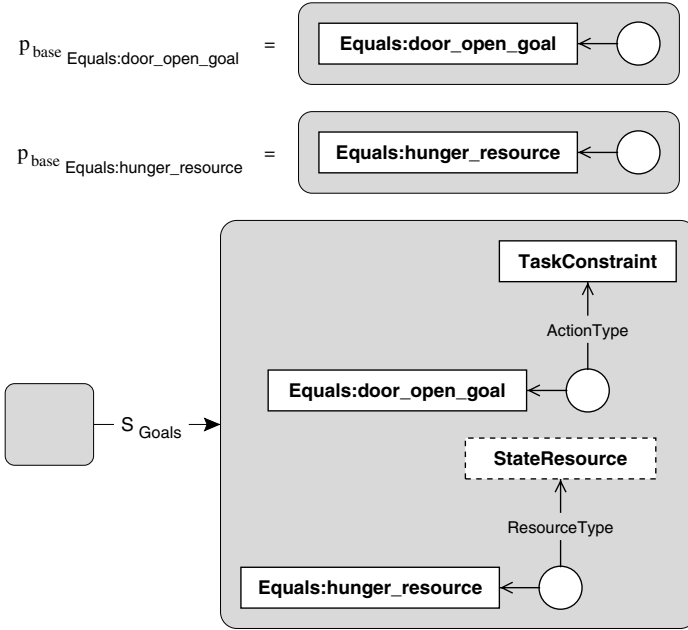 p base Equals:door_open_goal = Equals:door_open_goal
p base Equals:hunger_resource = Equals:hunger_resource
TaskConstraint
ActionType
Equals:door_open_goal
S Goals
StateResource
ResourceType
Equals:hunger_resource